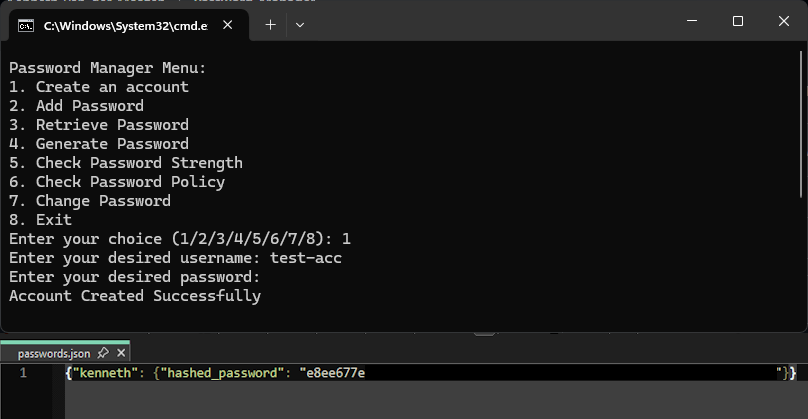 C:\Windows\System32\cmd.e
Password Manager Menu:
1. Create an account
2. Add Password
3. Retrieve Password
4. Generate Password
5. Check Password Strength
6. Check Password Policy
7. Change Password
8. Exit
Enter your choice (1/2/3/4/5/6/7/8): 1
Enter your desired username: test-acc
Enter your desired password:
Account Created Successfully
passwords.json
1 {"kenneth": {"hashed_password": "e8ee677e "}}